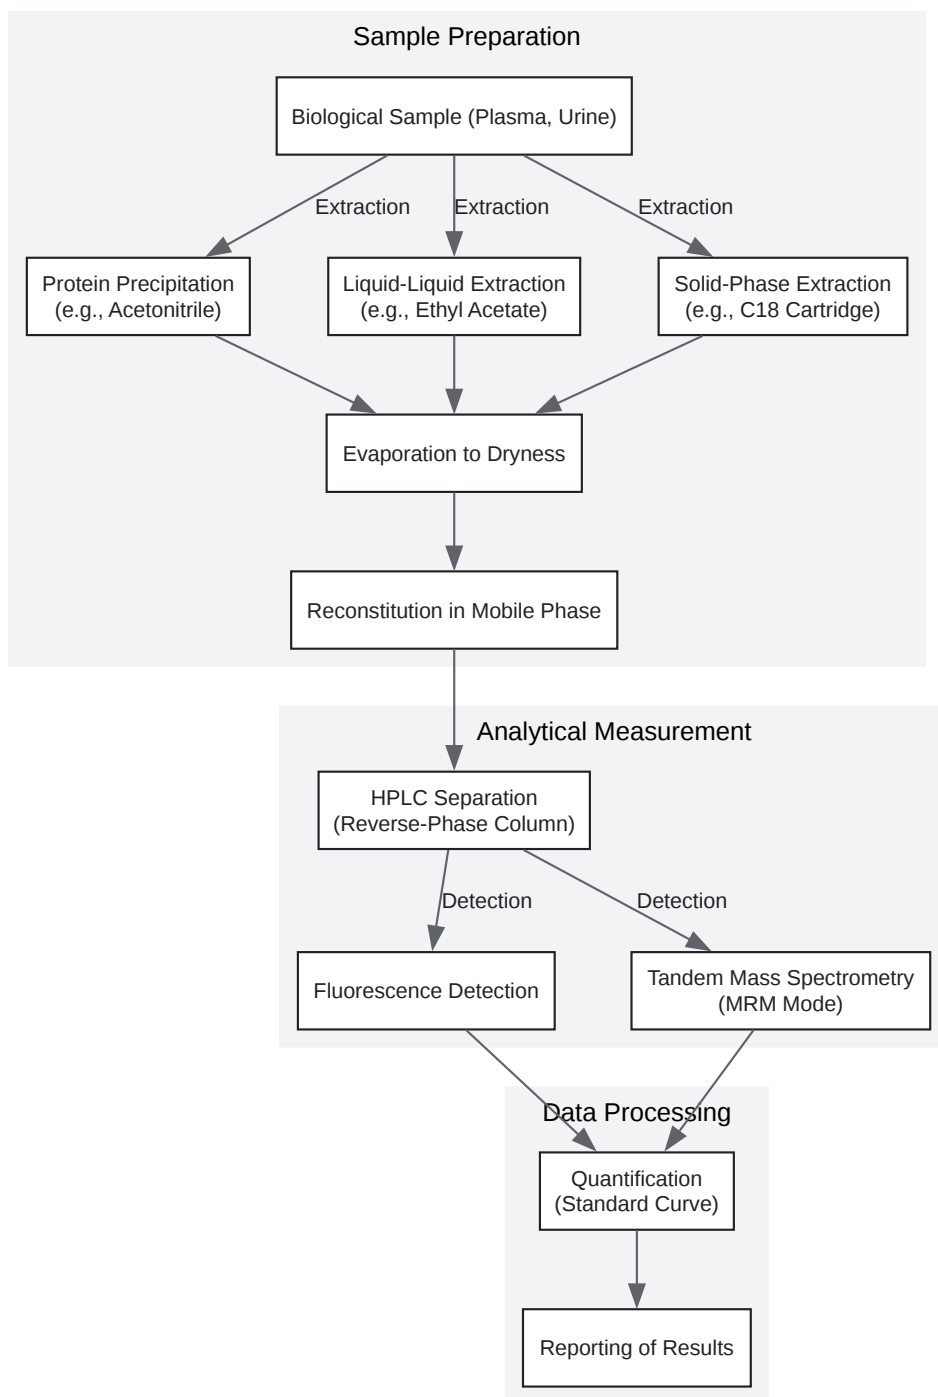 Sample Preparation
Biological Sample (Plasma, Urine)
Extraction
Extraction
Extraction
Protein Precipitation
(e.g., Acetonitrile)
Liquid-Liquid Extraction
(e.g., Ethyl Acetate)
Solid-Phase Extraction
(e.g., C18 Cartridge)
Evaporation to Dryness
Reconstitution in Mobile Phase
Analytical Measurement
HPLC Separation
(Reverse-Phase Column)
Detection
Detection
Fluorescence Detection
Tandem Mass Spectrometry
(MRM Mode)
Data Processing
Quantification
(Standard Curve)
Reporting of Results